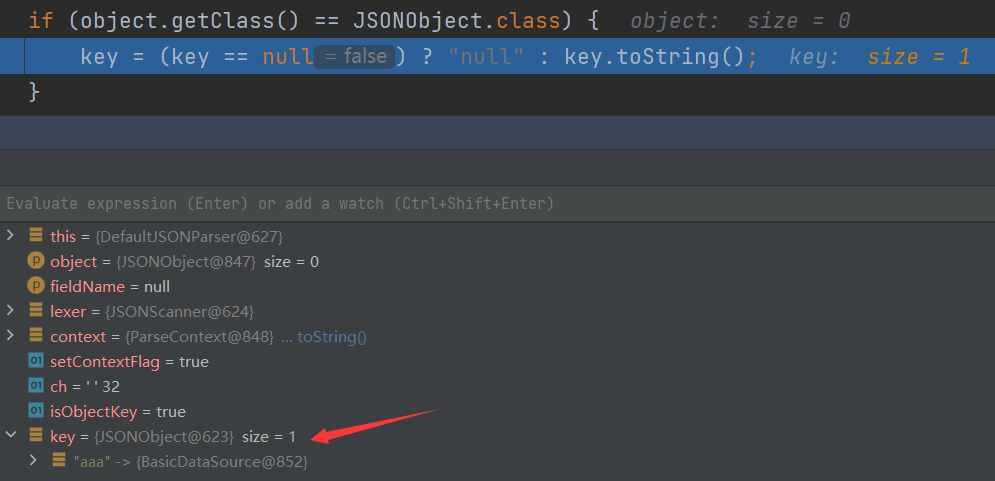 if (object.getClass() == JSONObject.class) { object: size = 0
key = (key == null = false ) ? "null" : key.toString(); key: size = 1
}
Evaluate expression (Enter) or add a watch (Ctrl+Shift+Enter)
this = {DefaultJSONParser@627}
object = {JSONObject@847} size = 0
fieldName = null
lexer = {JSONScanner@624}
context = {ParseContext@848} ... toString()
setContextFlag = true
ch = ' ' 32
isObjectKey = true
key = {JSONObject@623} size = 1
"aaa" -> {BasicDataSource@852}